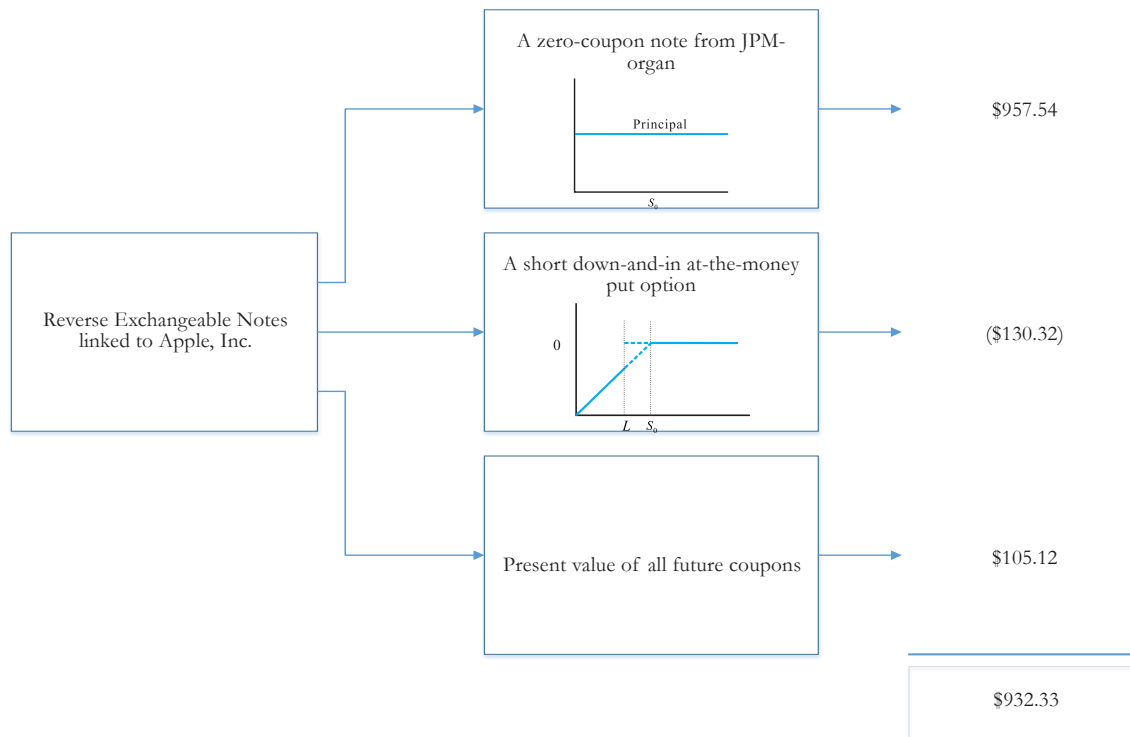 A zero-coupon note from JPM-
organ
Principal
S₀
$957.54
Reverse Exchangeable Notes
linked to Apple, Inc.
A short down-and-in at-the-money
put option
0
L S₀
($130.32)
Present value of all future coupons
$105.12
$932.33